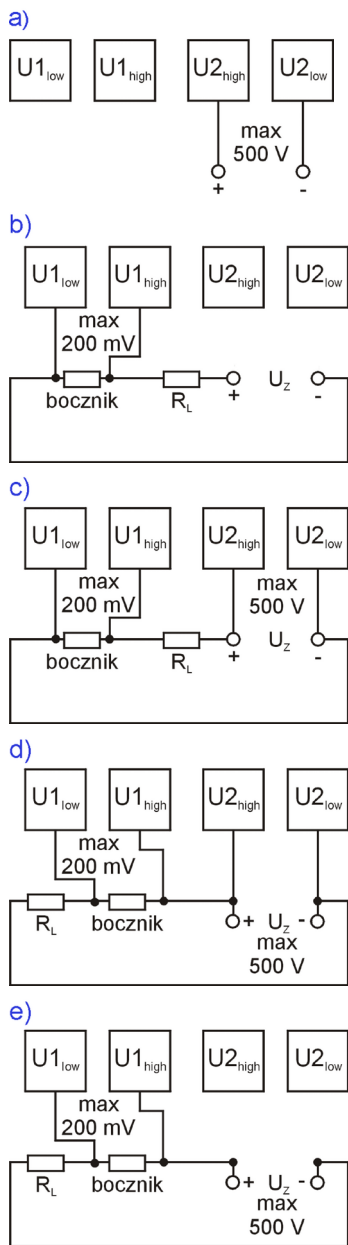 a)
U1low U1high U2high U2low
max
500 V
+ -
b)
U1low U1high U2high U2low
max
200 mV
bocznik RL + UZ -
c)
U1low U1high U2high U2low
max max
200 mV 500 V
bocznik RL + UZ -
d)
U1low U1high U2high U2low
max
200 mV
RL bocznik + UZ -
max
500 V
e)
U1low U1high U2high U2low
max
200 mV
RL bocznik + UZ -
max
500 V